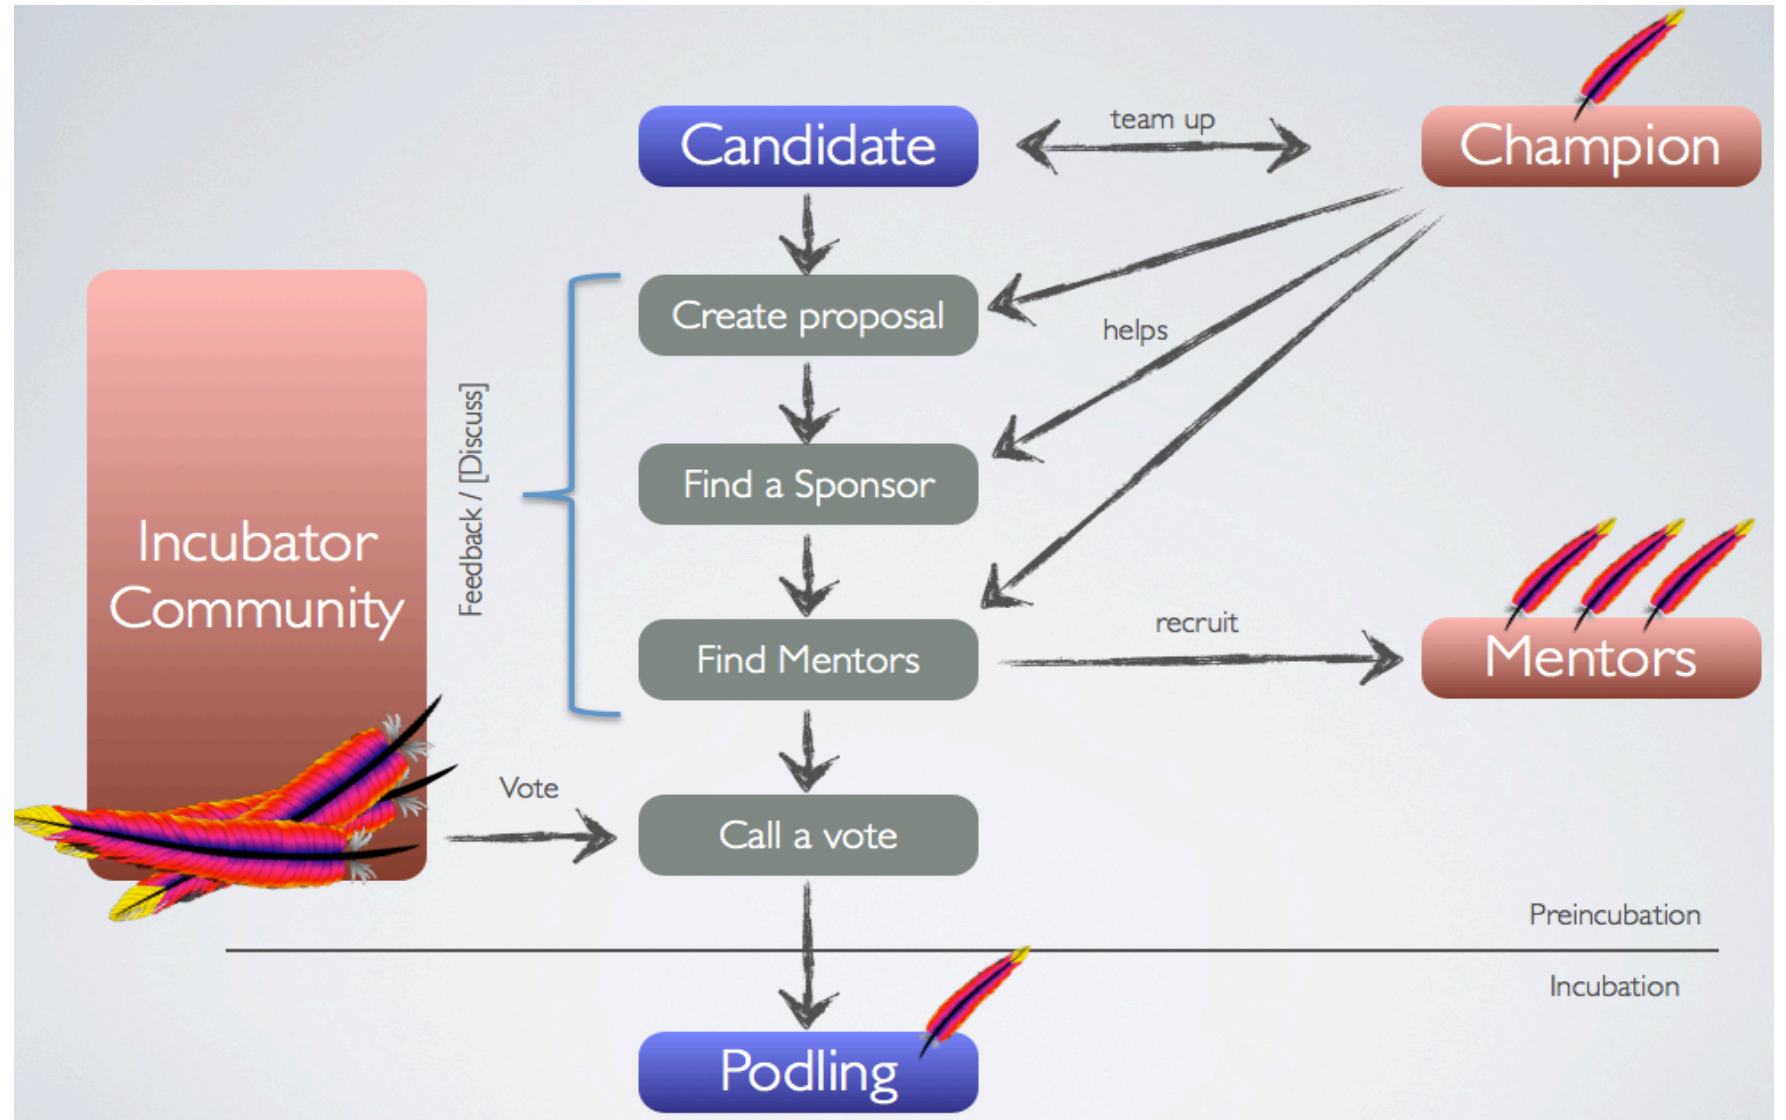 Candidate
team up
Champion
Create proposal
helps
Find a Sponsor
Feedback / [Discuss]
Incubator
Community
Find Mentors
recruit
Mentors
Vote
Call a vote
Preincubation
Incubation
Podling